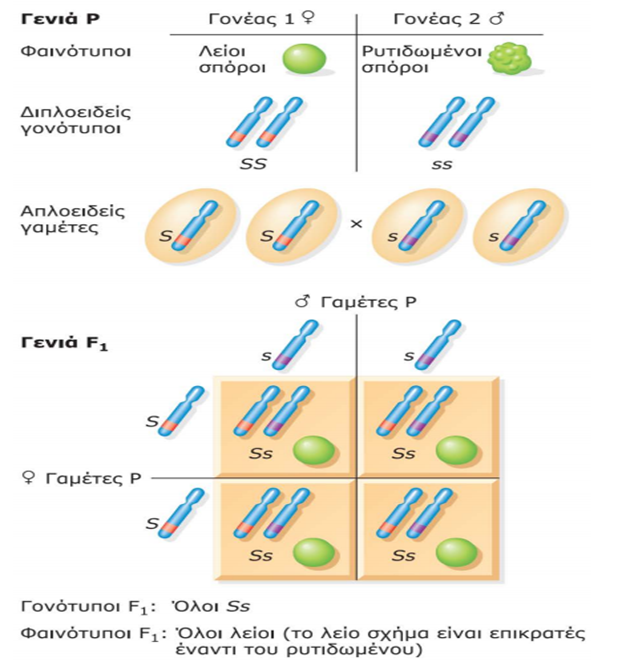 Γενιά P Γονέας 1 ♀ Γονέας 2 ♂
Φαινότυποι Λείοι σπόροι Ρυτιδωμένοι σπόροι
Διπλοειδείς
γονότυποι
SS ss
Απλοειδείς
γαμέτες
S S x s s
♂ Γαμέτες P
Γενιά F₁
s s
S
Ss Ss
♀ Γαμέτες P
S
Ss Ss
Γονότυποι F₁: Όλοι Ss
Φαινότυποι F₁: Όλοι λείοι (το λείο σχήμα είναι επικρατές
έναντι του ρυτιδωμένου)